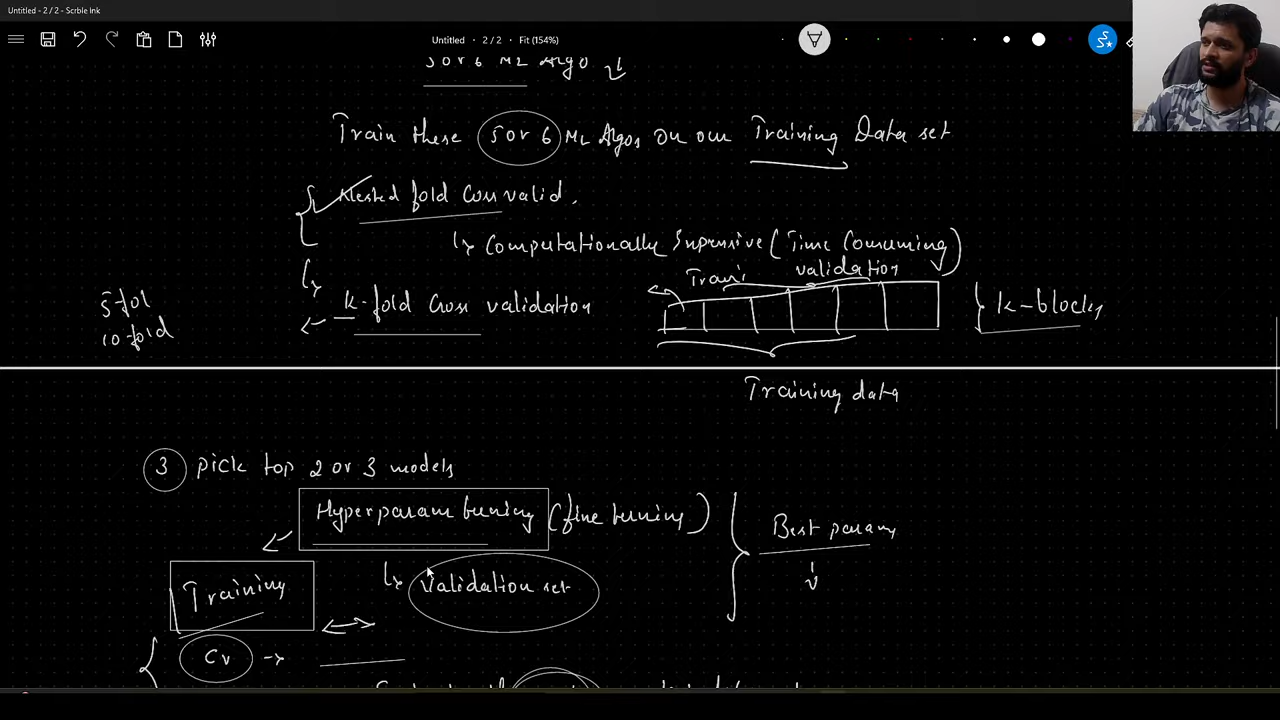 Untitled - 2 / 2 - Scrble Ink
Untitled • 2 / 2 • Fit (154%)
5 or 6 ML Algo
Train these 5 or 6 ML Algos on our Training Data set
Nested fold Cross valid.
Computationally Expensive (Time Consuming)
Train validation
5-fol
10-fold
k-fold Cross validation
k-blocks
Training data
3 pick top 2 or 3 models
Hyperparam tuning (fine tuning)
Best params
Training
validation set
CV →